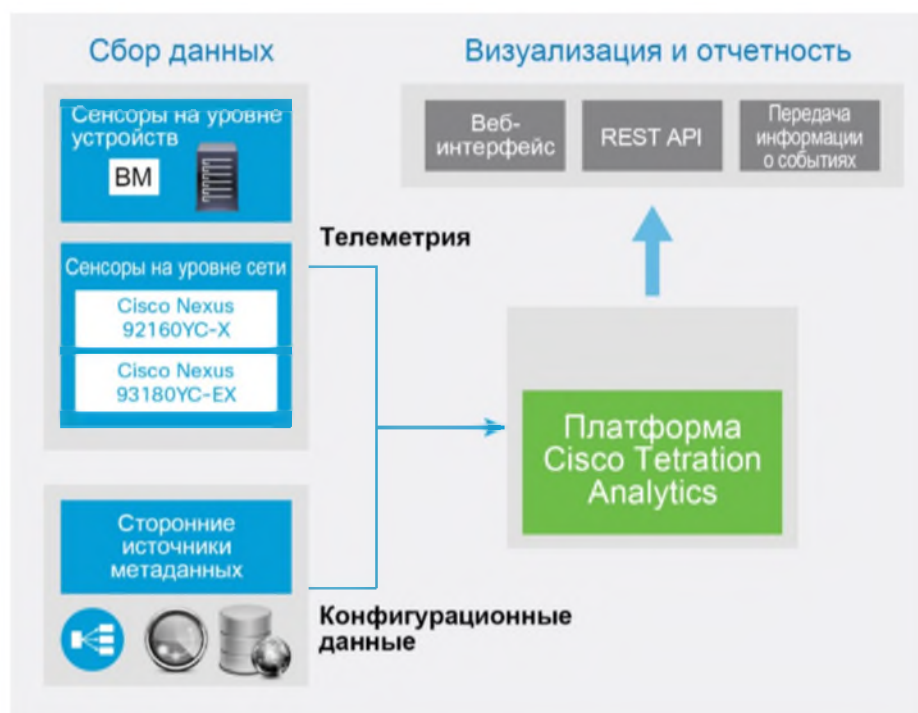 Сбор данных
Сенсоры на уровне
устройств
ВМ
Сенсоры на уровне сети
Cisco Nexus
92160YC-X
Cisco Nexus
93180YC-EX
Телеметрия
Сторонние
источники
метаданных
Конфигурационные
данные
Визуализация и отчетность
Веб-
интерфейс
REST API
Передача
информации
о событиях
Платформа
Cisco Tetration
Analytics